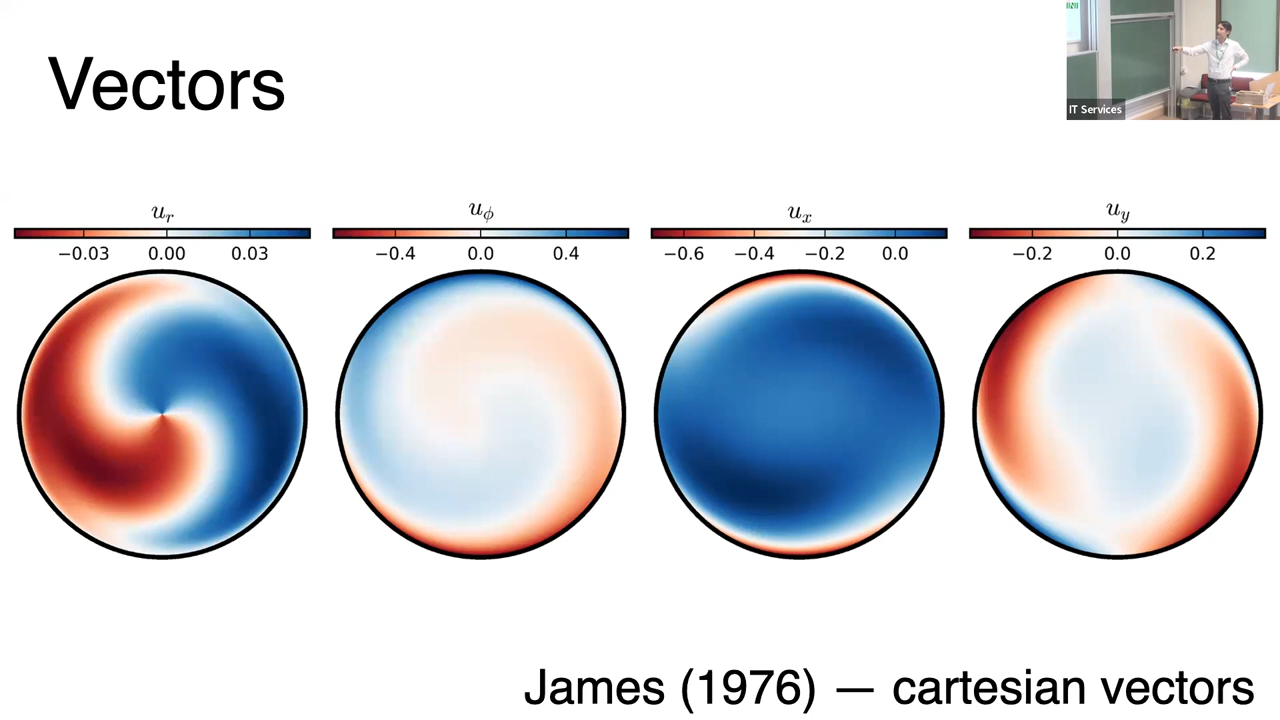 Vectors
IT Services
u_r
−0.03 0.00 0.03
u_ϕ
−0.4 0.0 0.4
u_x
−0.6 −0.4 −0.2 0.0
u_y
−0.2 0.0 0.2
James (1976) — cartesian vectors